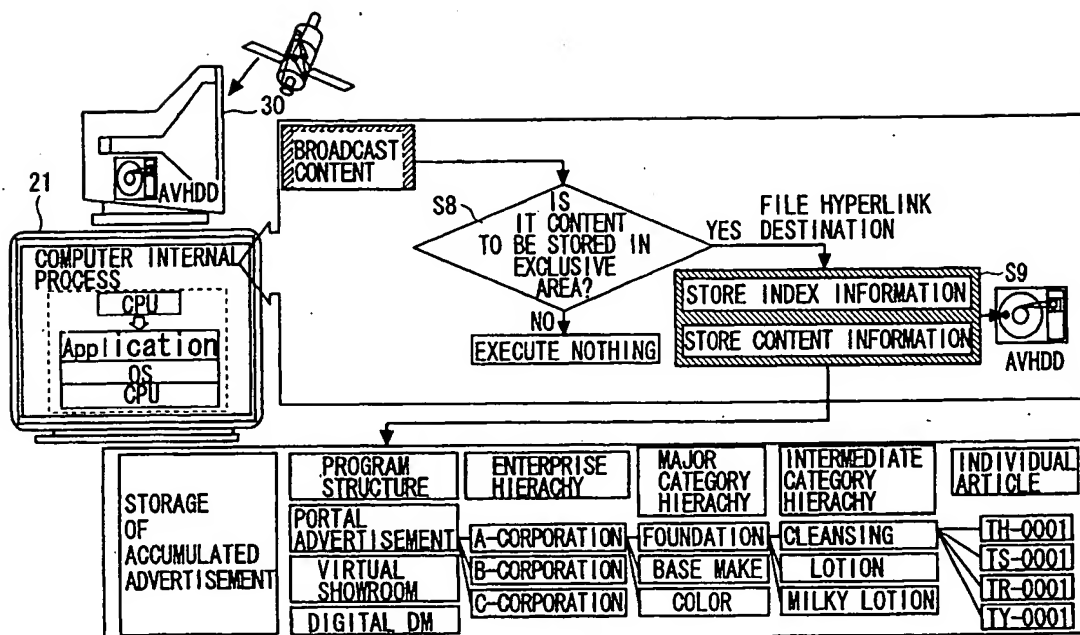 30
AVHDD
21
COMPUTER INTERNAL
PROCESS
CPU
Application
OS
CPU
BROADCAST
CONTENT
S8
IS
IT CONTENT
TO BE STORED IN
EXCLUSIVE
AREA?
YES
NO
EXECUTE NOTHING
FILE HYPERLINK
DESTINATION
S9
STORE INDEX INFORMATION
STORE CONTENT INFORMATION
AVHDD
STORAGE
OF
ACCUMULATED
ADVERTISEMENT
PROGRAM
STRUCTURE
PORTAL
ADVERTISEMENT
VIRTUAL
SHOWROOM
DIGITAL DM
ENTERPRISE
HIERACHY
A-CORPORATION
B-CORPORATION
C-CORPORATION
MAJOR
CATEGORY
HIERACHY
FOUNDATION
BASE MAKE
COLOR
INTERMEDIATE
CATEGORY
HIERACHY
CLEANSING
LOTION
MILKY LOTION
INDIVIDUAL
ARTICLE
TH-0001
TS-0001
TR-0001
TY-0001